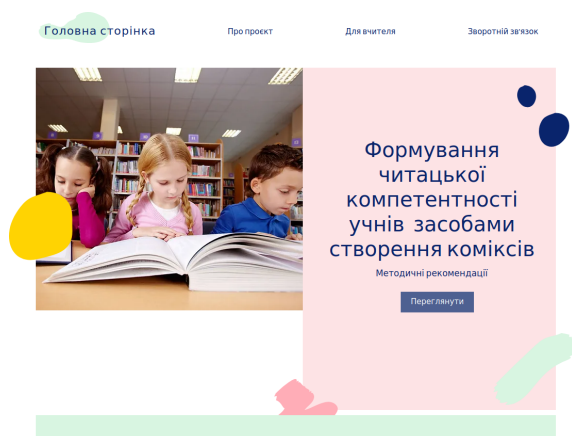 Головна сторінка
Про проєкт
Для вчителя
Зворотній зв'язок
Формування
читацької
компетентності
учнів засобами
створення коміксів
Методичні рекомендації
Переглянути